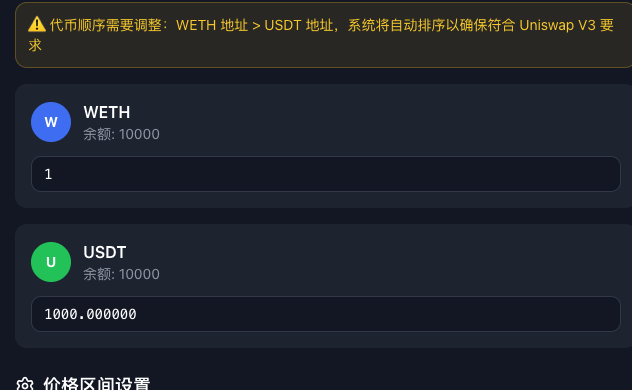 ⚠️ 代币顺序需要调整：WETH 地址 > USDT 地址，系统将自动排序以确保符合 Uniswap V3 要
求
W
WETH
余额: 10000
1
U
USDT
余额: 10000
1000.000000
价格区间设置